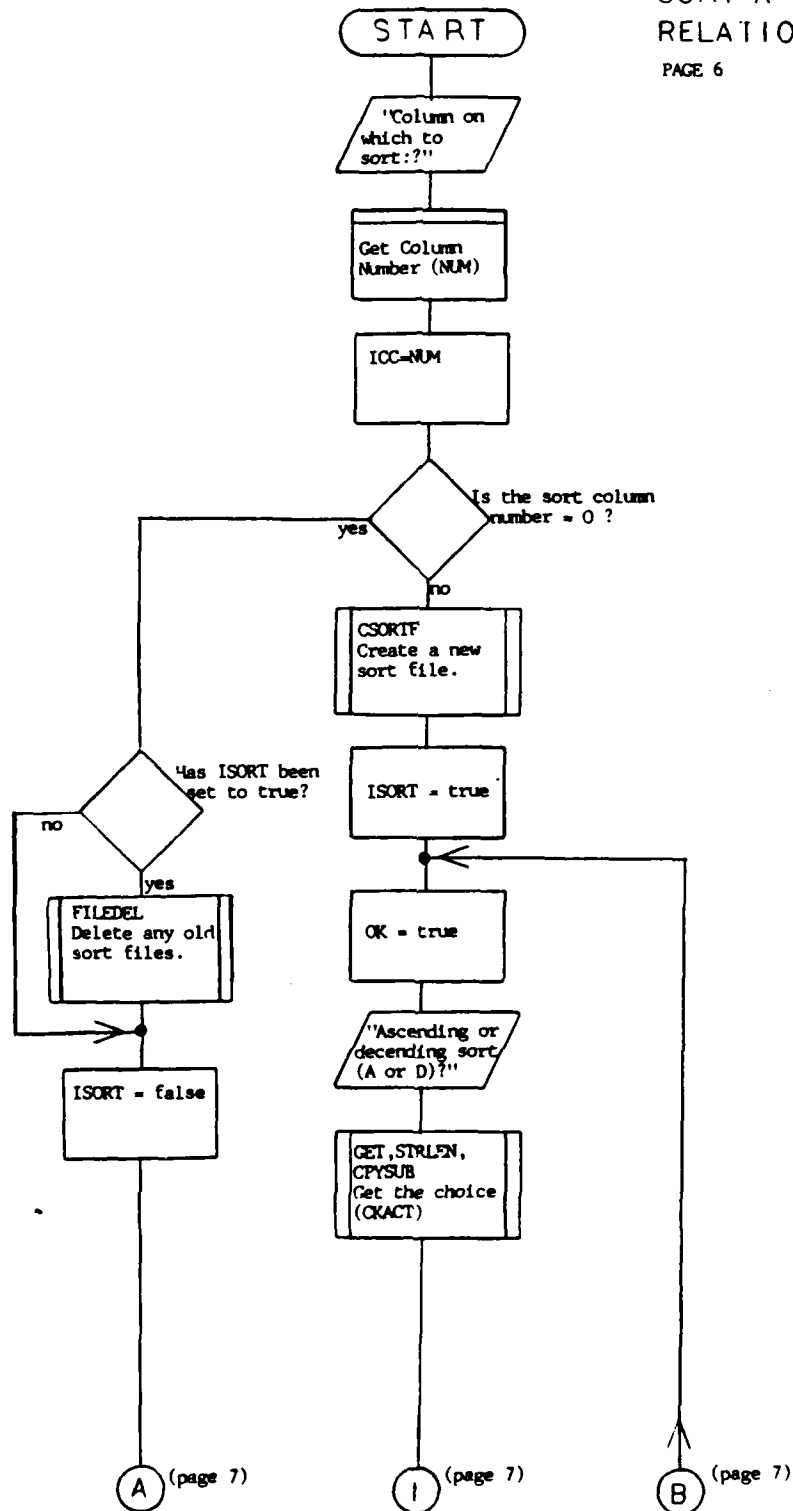 SORT A
RELATIO
PAGE 6
START
"Column on
which to
sort:?"
Get Column
Number (NUM)
ICC=NUM
Is the sort column
number = 0 ?
yes
no
CSORTF
Create a new
sort file.
Has ISORT been
set to true?
ISORT = true
no
yes
FILEDEL
Delete any old
sort files.
OK = true
"Ascending or
decending sort
(A or D)?"
ISORT = false
GET,STRLEN,
CPYSUB
Get the choice
(CKACT)
A (page 7)
1 (page 7)
B (page 7)